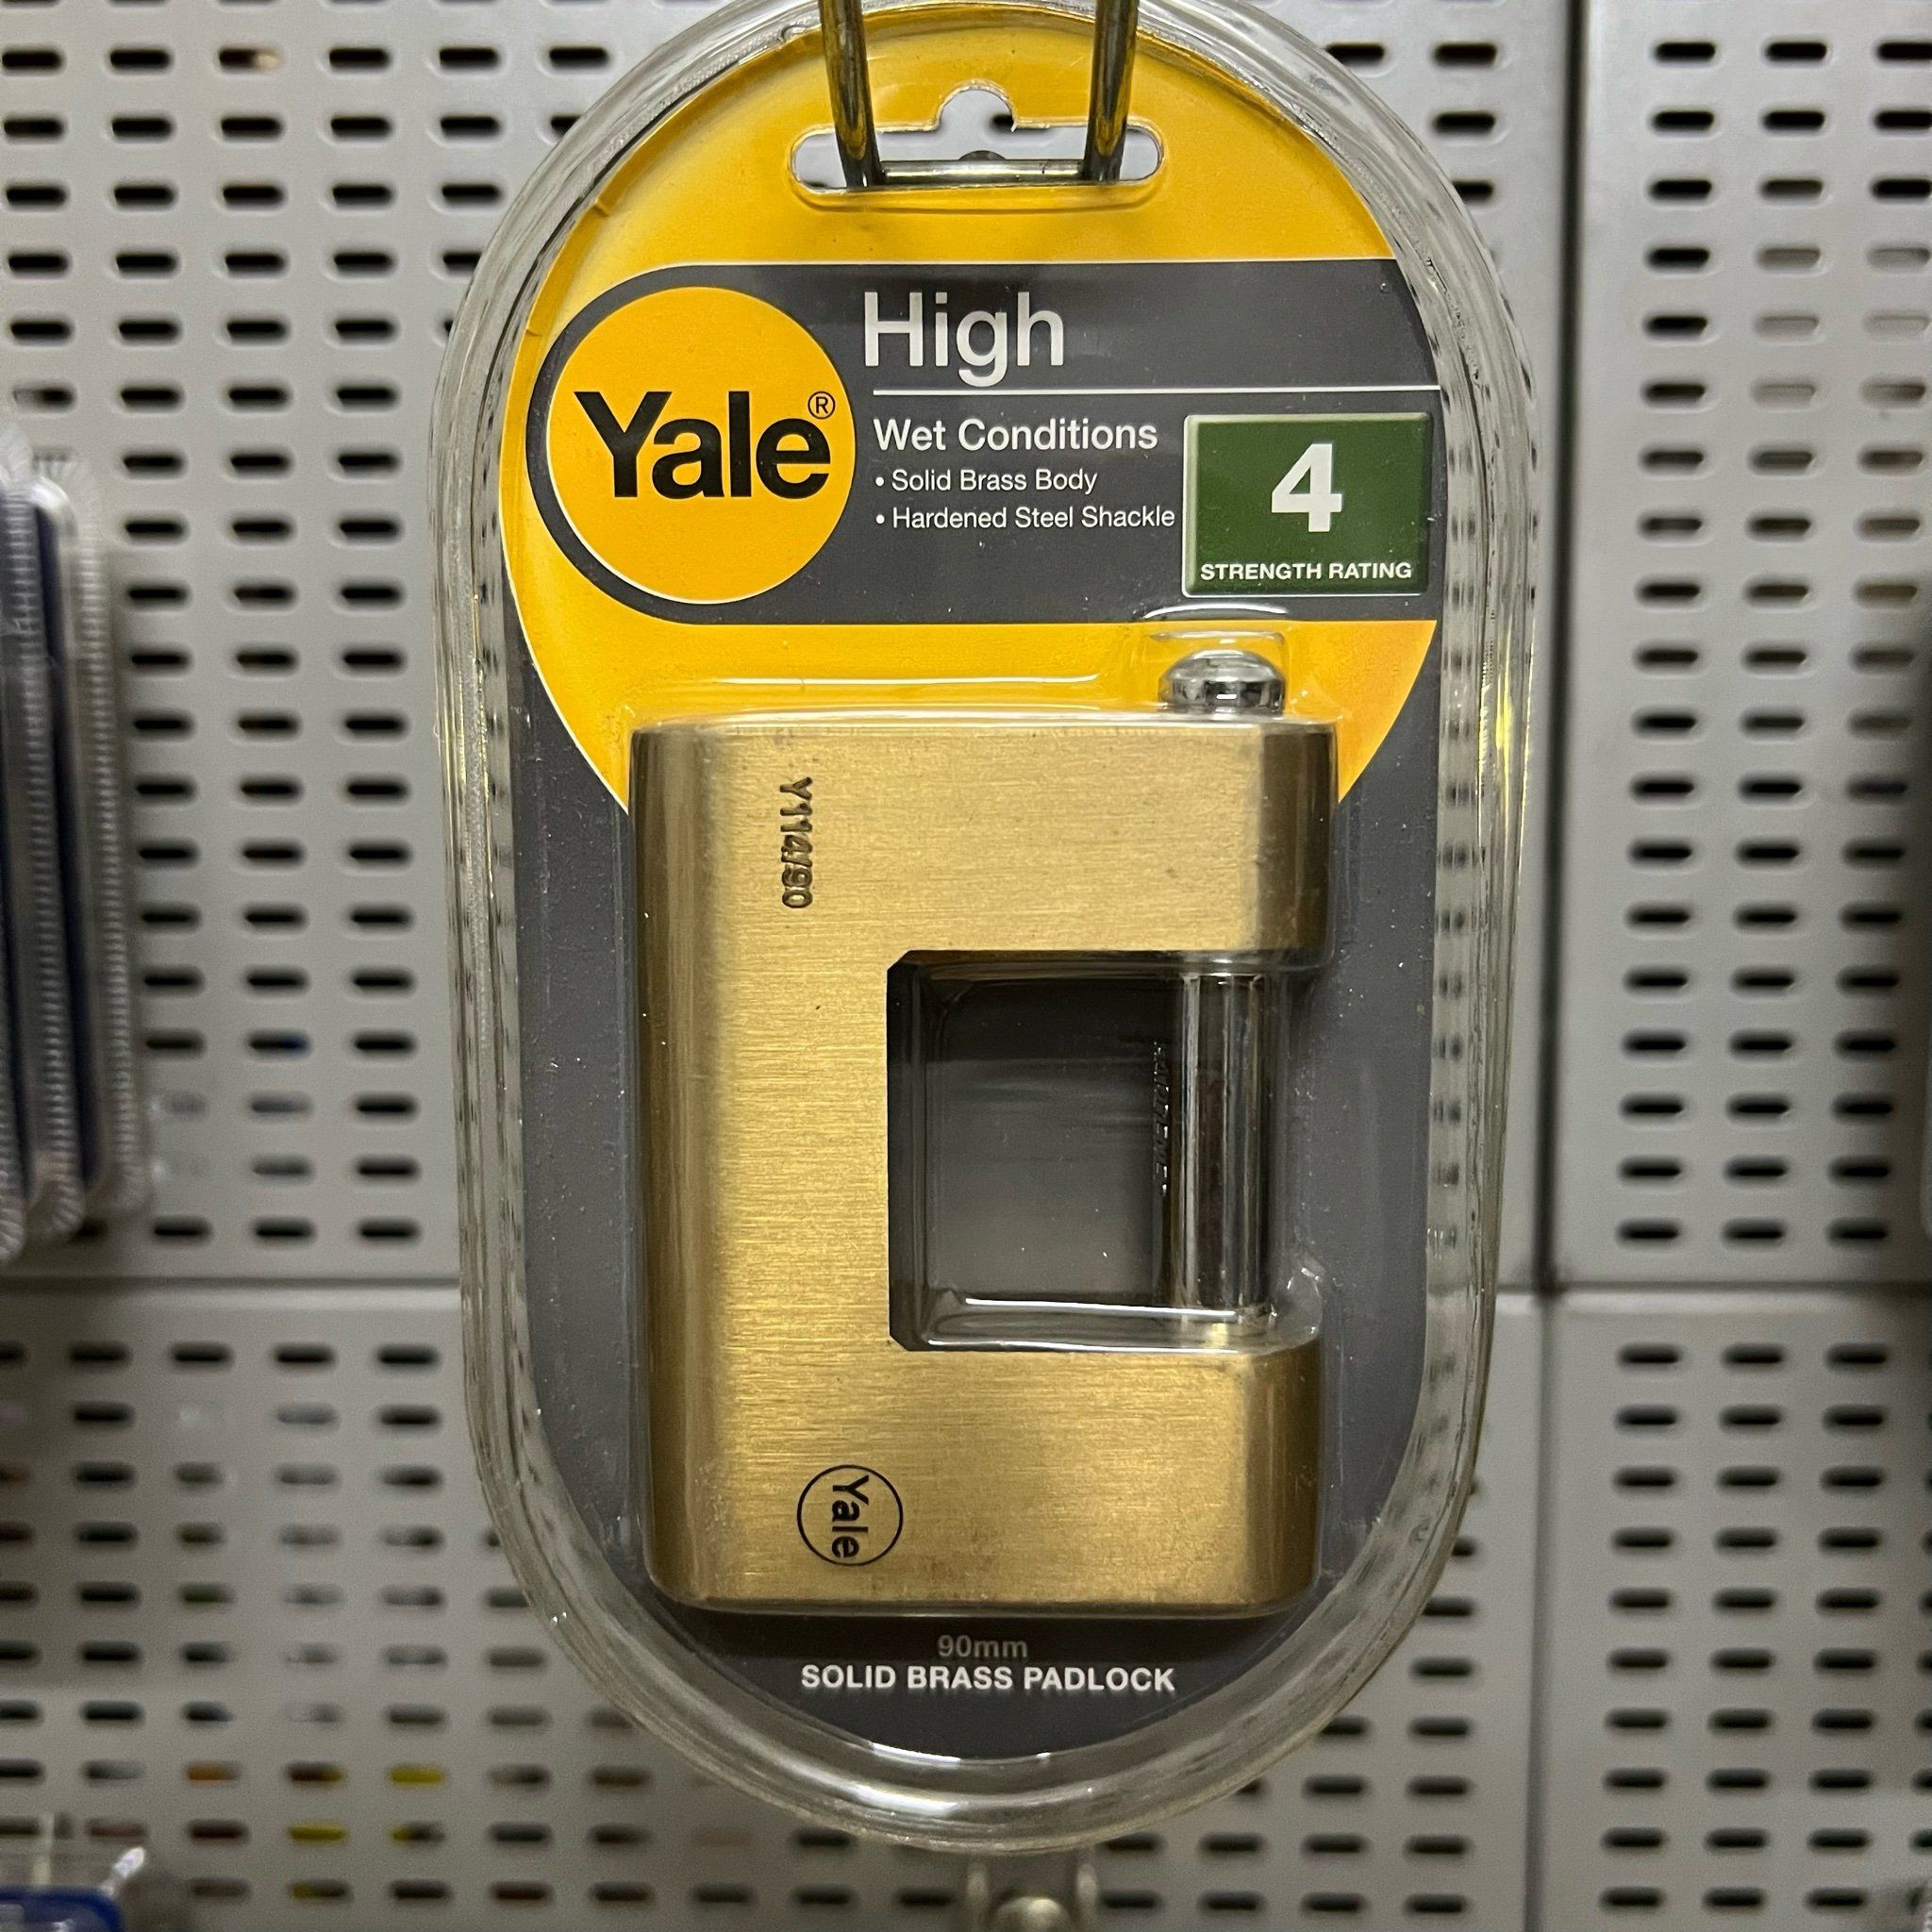 High
Yale®
Wet Conditions
• Solid Brass Body
• Hardened Steel Shackle
4
STRENGTH RATING
Y114/90
Yale
90mm
SOLID BRASS PADLOCK